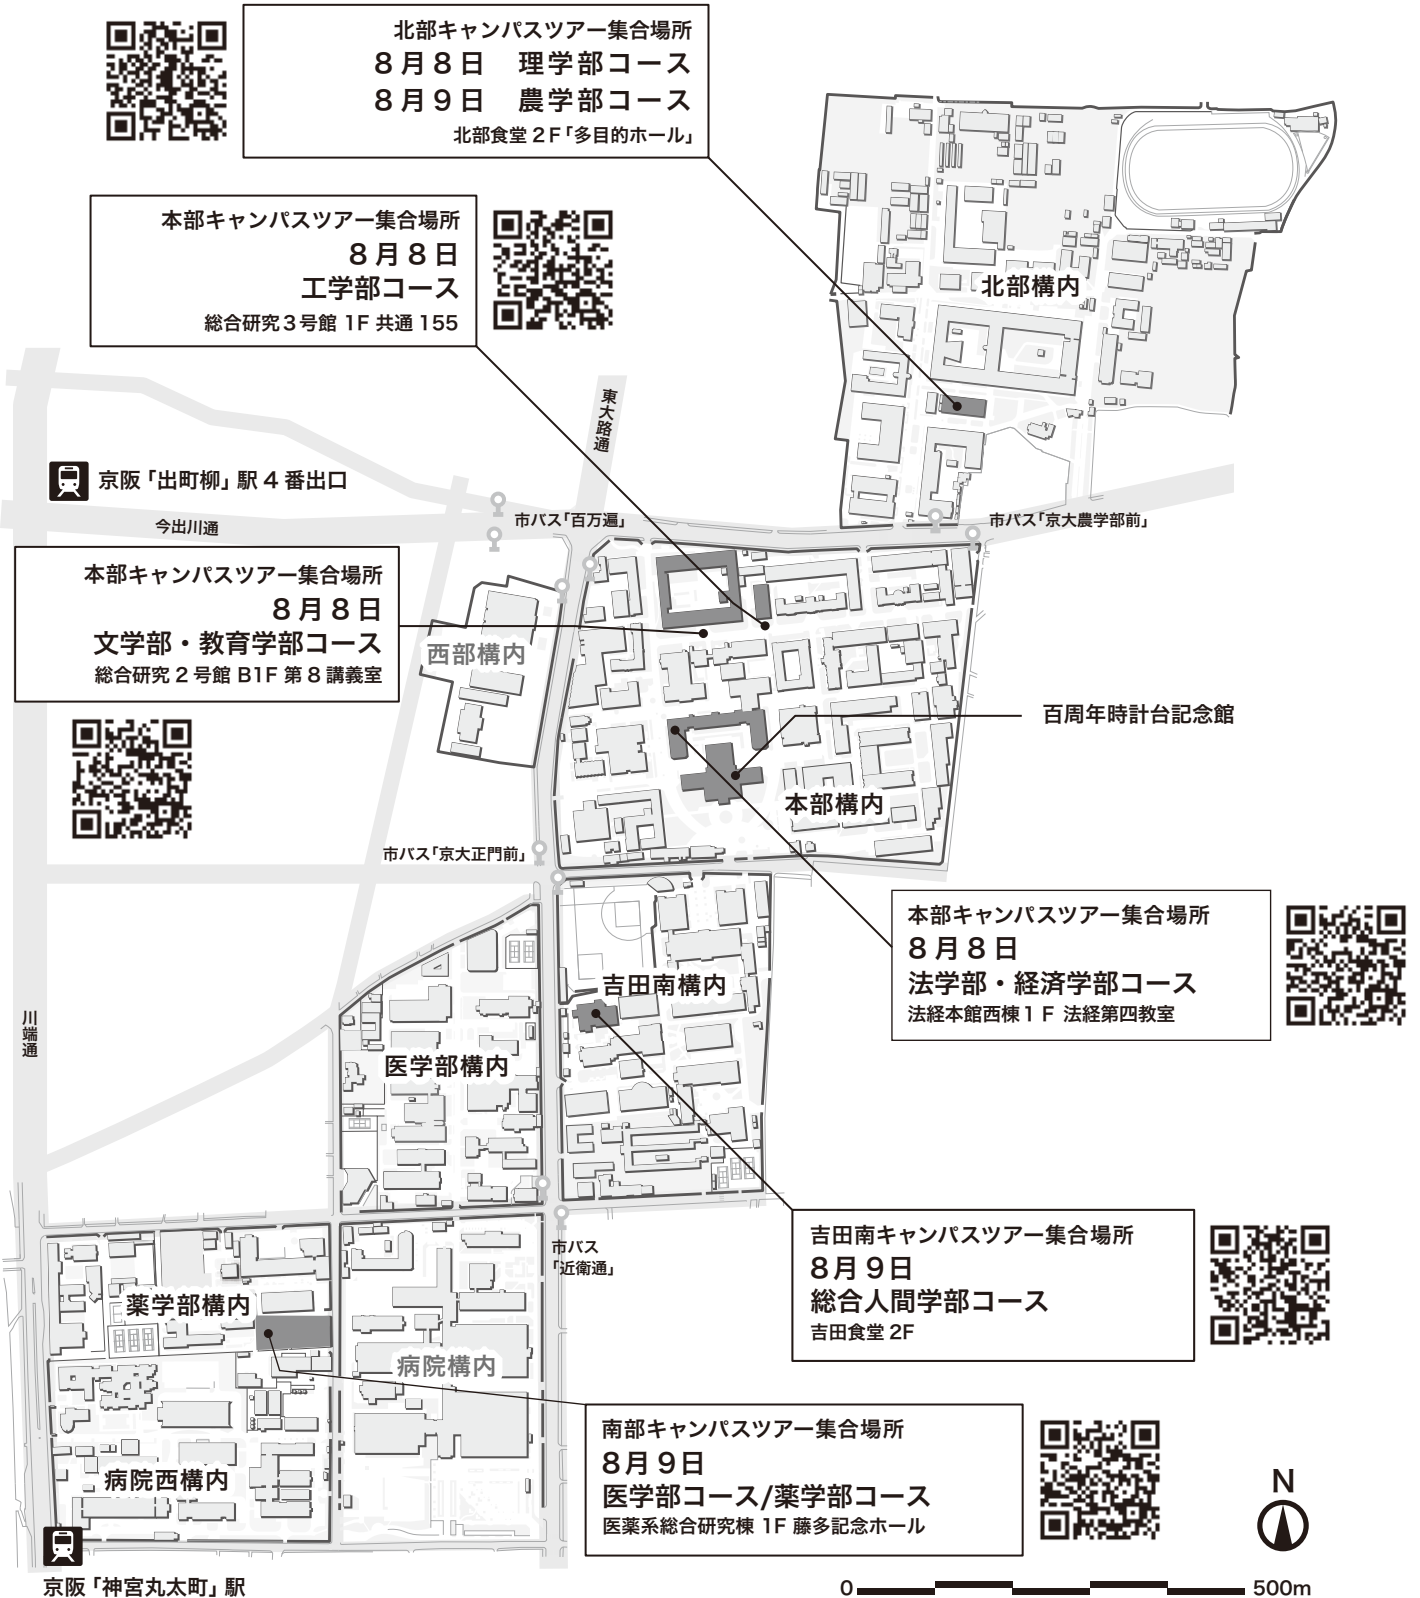 北部キャンパスツアー集合場所
8月8日　理学部コース
8月9日　農学部コース
北部食堂 2F「多目的ホール」
本部キャンパスツアー集合場所
8月8日
工学部コース
総合研究3号館 1F 共通 155
北部構内
東大路通
京阪「出町柳」駅 4 番出口
今出川通
市バス「百万遍」
市バス「京大農学部前」
本部キャンパスツアー集合場所
8月8日
文学部・教育学部コース
総合研究 2 号館 B1F 第 8 講義室
西部構内
百周年時計台記念館
本部構内
市バス「京大正門前」
本部キャンパスツアー集合場所
8月8日
法学部・経済学部コース
法経本館西棟1F 法経第四教室
吉田南構内
川端通
医学部構内
吉田南キャンパスツアー集合場所
8月9日
総合人間学部コース
吉田食堂 2F
市バス
「近衛通」
薬学部構内
病院構内
南部キャンパスツアー集合場所
8月9日
医学部コース/薬学部コース
医薬系総合研究棟 1F 藤多記念ホール
病院西構内
N
京阪「神宮丸太町」駅
0 500m